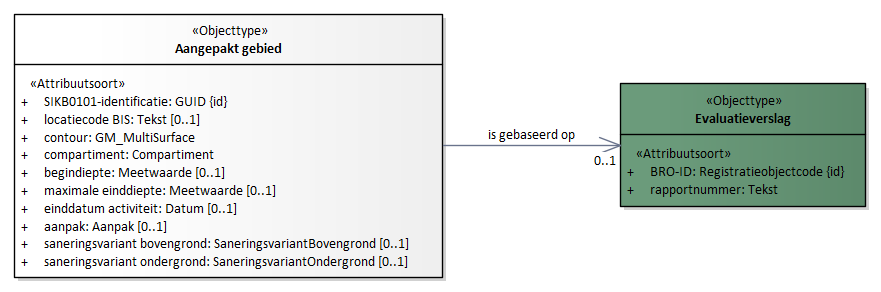 «Objecttype»
Aangepakt gebied
«Attribuutsoort»
+ SIKB0101-identificatie: GUID {id}
+ locatiecode BIS: Tekst [0..1]
+ contour: GM_MultiSurface
+ compartiment: Compartiment
+ begindiepte: Meetwaarde [0..1]
+ maximale einddiepte: Meetwaarde [0..1]
+ einddatum activiteit: Datum [0..1]
+ aanpak: Aanpak [0..1]
+ saneringsvariant bovengrond: SaneringsvariantBovengrond [0..1]
+ saneringsvariant ondergrond: SaneringsvariantOndergrond [0..1]
is gebaseerd op
0..1
«Objecttype»
Evaluatieverslag
«Attribuutsoort»
+ BRO-ID: Registratieobjectcode {id}
+ rapportnummer: Tekst